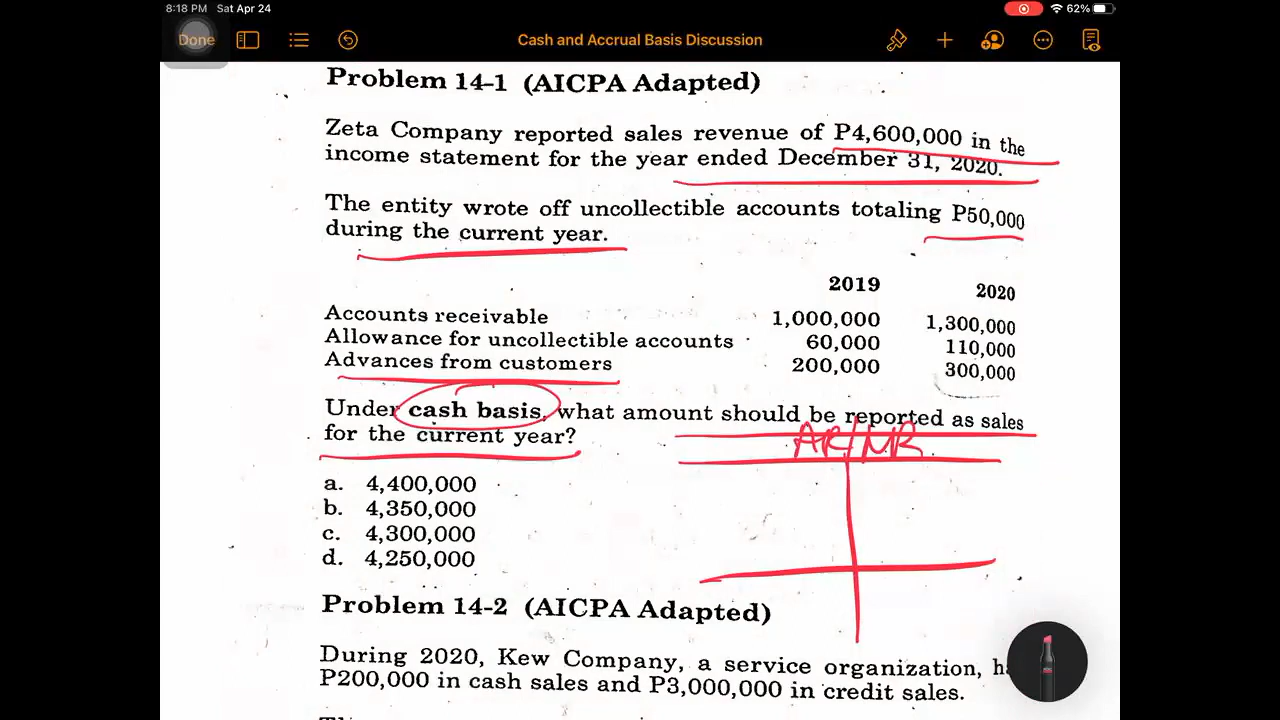 8:18 PM Sat Apr 24
62%
Done
Cash and Accrual Basis Discussion
Problem 14-1 (AICPA Adapted)
Zeta Company reported sales revenue of P4,600,000 in the
income statement for the year ended December 31, 2020.
The entity wrote off uncollectible accounts totaling P50,000
during the current year.
2019 2020
Accounts receivable 1,000,000 1,300,000
Allowance for uncollectible accounts 60,000 110,000
Advances from customers 200,000 300,000
Under cash basis, what amount should be reported as sales
for the current year?
AR/NR
a. 4,400,000
b. 4,350,000
c. 4,300,000
d. 4,250,000
Problem 14-2 (AICPA Adapted)
During 2020, Kew Company, a service organization, h
P200,000 in cash sales and P3,000,000 in credit sales.